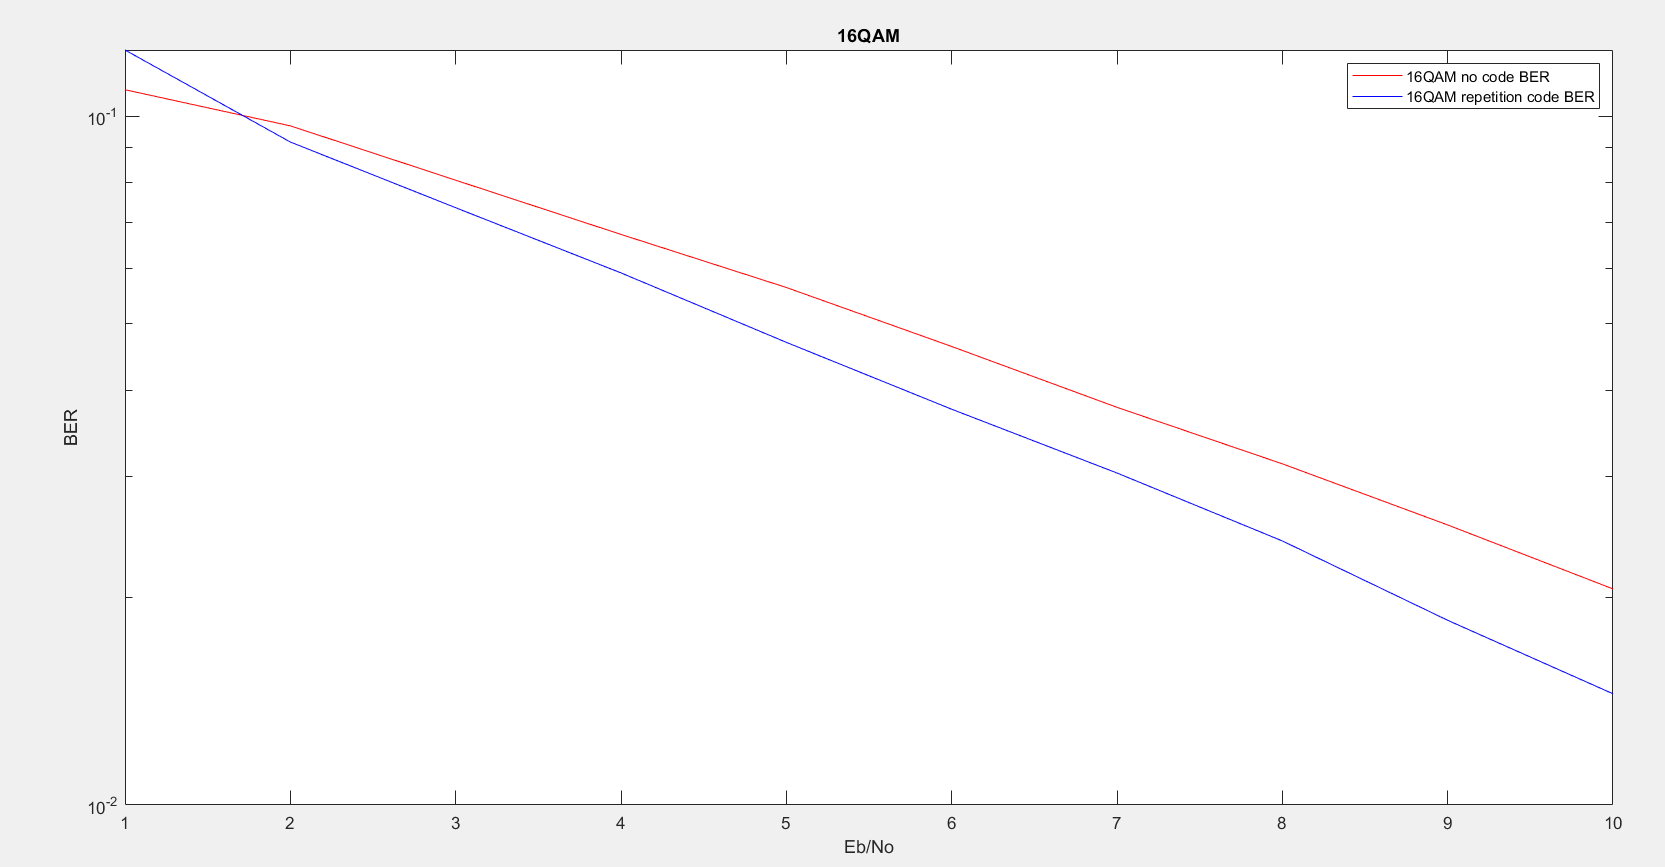 16QAM
16QAM no code BER
16QAM repetition code BER
10-1
BER
10-2
1 2 3 4 5 6 7 8 9 10
Eb/No